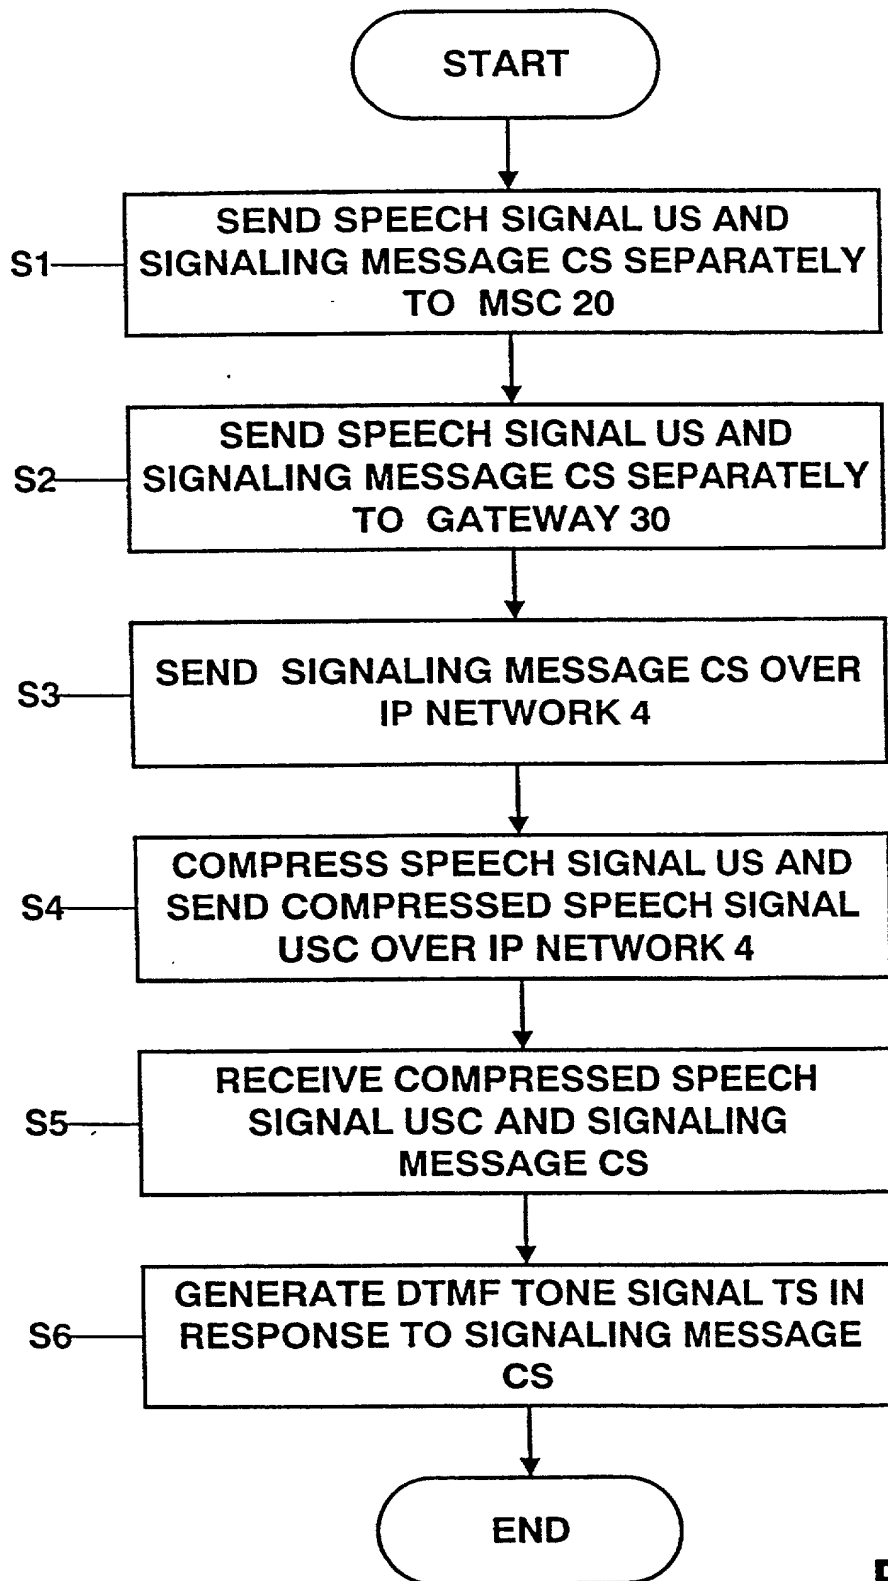 START
S1
SEND SPEECH SIGNAL US AND
SIGNALING MESSAGE CS SEPARATELY
TO MSC 20
S2
SEND SPEECH SIGNAL US AND
SIGNALING MESSAGE CS SEPARATELY
TO GATEWAY 30
S3
SEND SIGNALING MESSAGE CS OVER
IP NETWORK 4
S4
COMPRESS SPEECH SIGNAL US AND
SEND COMPRESSED SPEECH SIGNAL
USC OVER IP NETWORK 4
S5
RECEIVE COMPRESSED SPEECH
SIGNAL USC AND SIGNALING
MESSAGE CS
S6
GENERATE DTMF TONE SIGNAL TS IN
RESPONSE TO SIGNALING MESSAGE
CS
END